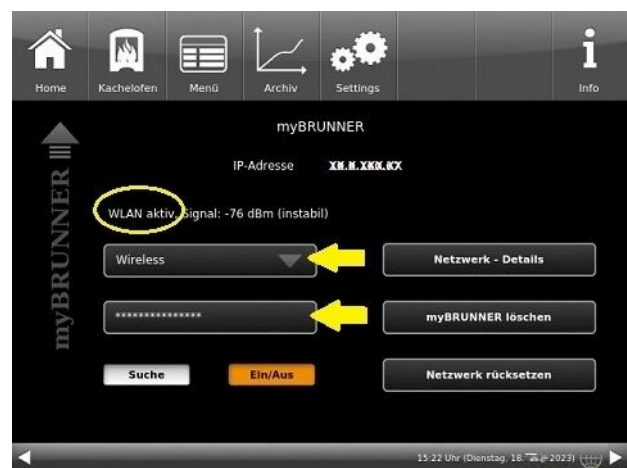 Home Kachelofen Menü Archiv Settings Info
myBRUNNER
IP-Adresse
WLAN aktiv, Signal: -76 dBm (instabil)
myBRUNNER
Wireless
Netzwerk - Details
***************
myBRUNNER löschen
Suche Ein/Aus Netzwerk rücksetzen
15:22 Uhr (Dienstag, 18. 2023)